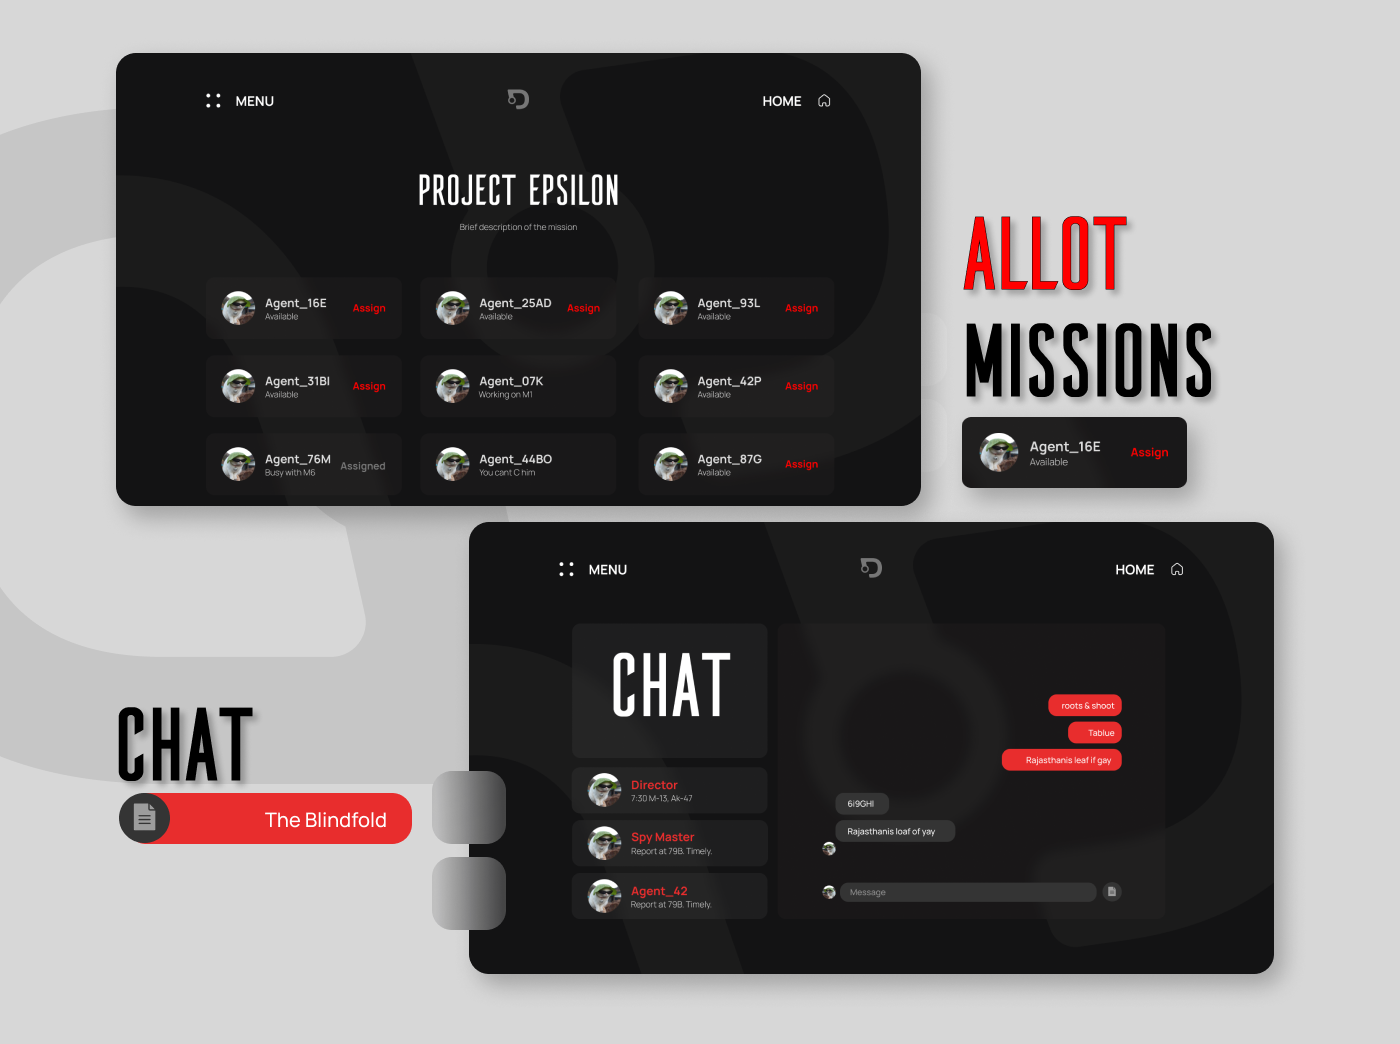 MENU
HOME
PROJECT EPSILON
Brief description of the mission
Agent_16E
Available
Assign
Agent_25AD
Available
Assign
Agent_93L
Available
Assign
Agent_31BI
Available
Assign
Agent_07K
Working on M1
Agent_42P
Available
Assign
Agent_76M
Busy with M6
Assigned
Agent_44BO
You cant C him
Agent_87G
Available
Assign
ALLOT
MISSIONS
Agent_16E
Available
Assign
MENU
HOME
CHAT
Director
7:30 M-13, Ak-47
Spy Master
Report at 79B. Timely.
Agent_42
Report at 79B. Timely.
roots & shoot
Tablue
Rajasthanis leaf if gay
6i9GHI
Rajasthanis loaf of yay
Message
CHAT
The Blindfold